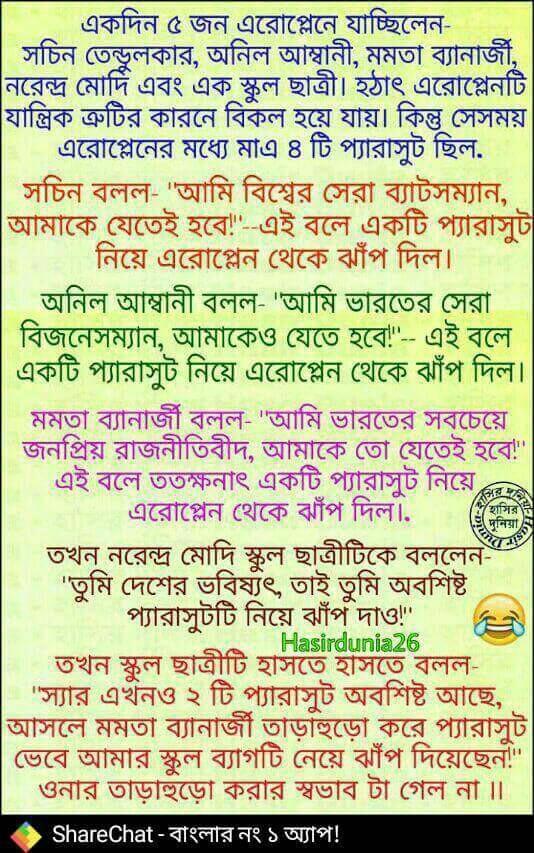 একদিন ৫ জন এরোপ্লেনে যাচ্ছিলেন-
সচিন তেন্ডুলকার, অনিল আম্বানী, মমতা ব্যানার্জী,
নরেন্দ্র মোদি এবং এক স্কুল ছাত্রী। হঠাৎ এরোপ্লেনটি
যান্ত্রিক ত্রুটির কারনে বিকল হয়ে যায়। কিন্তু সেসময়
এরোপ্লেনের মধ্যে মাএ ৪ টি প্যারাসুট ছিল.
সচিন বলল- "আমি বিশ্বের সেরা ব্যাটসম্যান,
আমাকে যেতেই হবে!"--এই বলে একটি প্যারাসুট
নিয়ে এরোপ্লেন থেকে ঝাঁপ দিল।
অনিল আম্বানী বলল- "আমি ভারতের সেরা
বিজনেসম্যান, আমাকেও যেতে হবে!"-- এই বলে
একটি প্যারাসুট নিয়ে এরোপ্লেন থেকে ঝাঁপ দিল।
মমতা ব্যানার্জী বলল- "আমি ভারতের সবচেয়ে
জনপ্রিয় রাজনীতিবীদ, আমাকে তো যেতেই হবে!"
এই বলে ততক্ষনাৎ একটি প্যারাসুট নিয়ে
এরোপ্লেন থেকে ঝাঁপ দিল।.
হাসির দুনিয়া
হাসির
দুনিয়া
Hasir Dunia
তখন নরেন্দ্র মোদি স্কুল ছাত্রীটিকে বললেন-
"তুমি দেশের ভবিষ্যৎ, তাই তুমি অবশিষ্ট
প্যারাসুটটি নিয়ে ঝাঁপ দাও!"
Hasirdunia26
তখন স্কুল ছাত্রীটি হাসতে হাসতে বলল-
"স্যার এখনও ২ টি প্যারাসুট অবশিষ্ট আছে,
আসলে মমতা ব্যানার্জী তাড়াহুড়ো করে প্যারাসুট
ভেবে আমার স্কুল ব্যাগটি নেয়ে ঝাঁপ দিয়েছেন!"
ওনার তাড়াহুড়ো করার স্বভাব টা গেল না ॥
ShareChat - বাংলার নং ১ অ্যাপ!